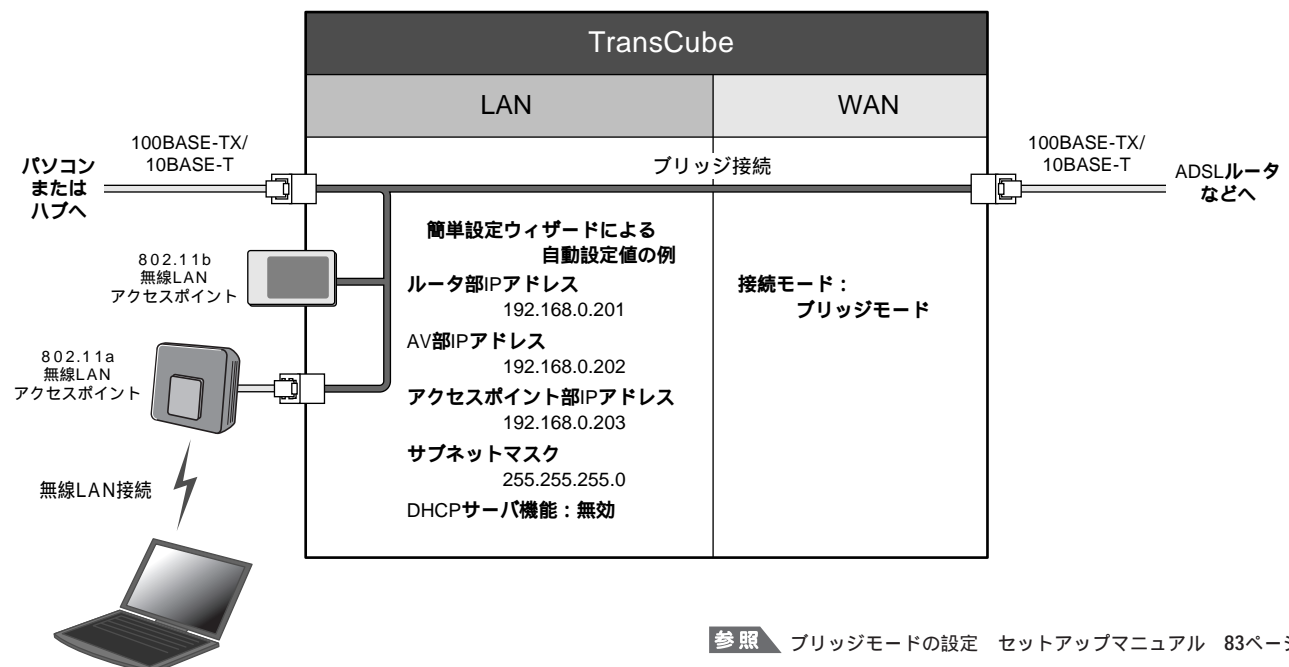 TransCube
LAN
WAN
100BASE-TX/
10BASE-T
パソコン
または
ハブへ
ブリッジ接続
100BASE-TX/
10BASE-T
ADSLルータ
などへ
802.11b
無線LAN
アクセスポイント
802.11a
無線LAN
アクセスポイント
無線LAN接続
簡単設定ウィザードによる
自動設定値の例
ルータ部IPアドレス
192.168.0.201
AV部IPアドレス
192.168.0.202
アクセスポイント部IPアドレス
192.168.0.203
サブネットマスク
255.255.255.0
DHCPサーバ機能：無効
接続モード：
ブリッジモード
参照 ブリッジモードの設定 セットアップマニュアル 83ページ